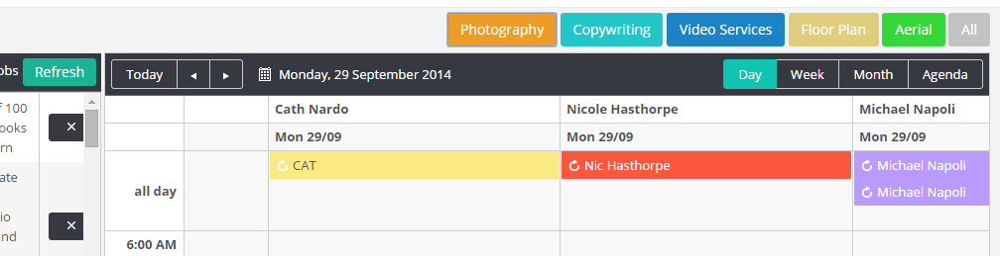 Photography Copywriting Video Services Floor Plan Aerial All
obs Refresh
Today Monday, 29 September 2014 Day Week Month Agenda
f 100
ooks
rn
ate
io
und
Cath Nardo Nicole Hasthorpe Michael Napoli
Mon 29/09 Mon 29/09 Mon 29/09
all day
CAT Nic Hasthorpe Michael Napoli
Michael Napoli
6:00 AM